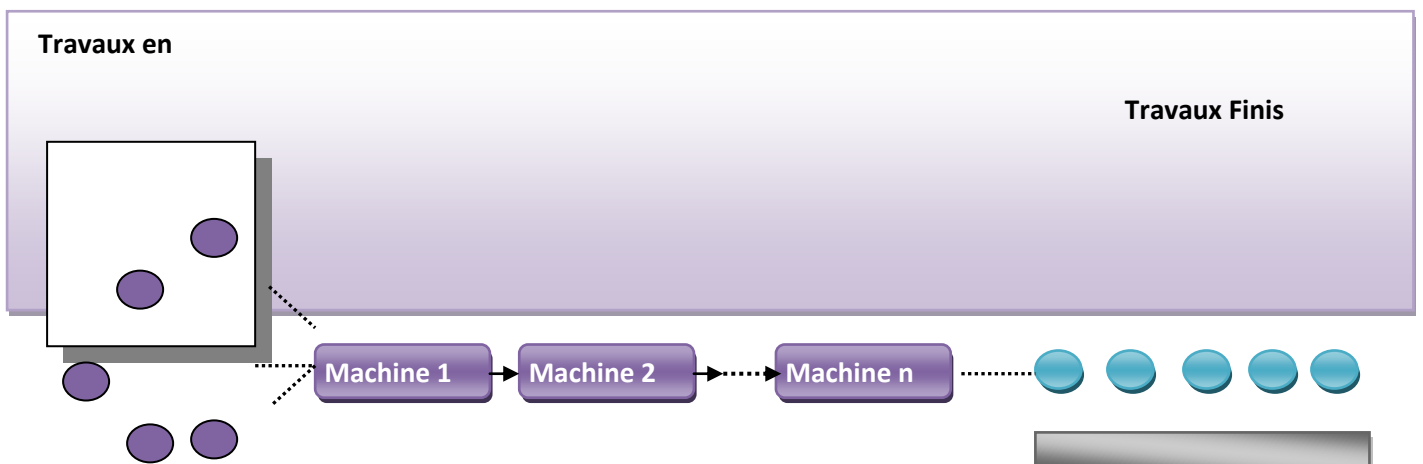 Travaux en
Travaux Finis
Machine 1
Machine 2
Machine n